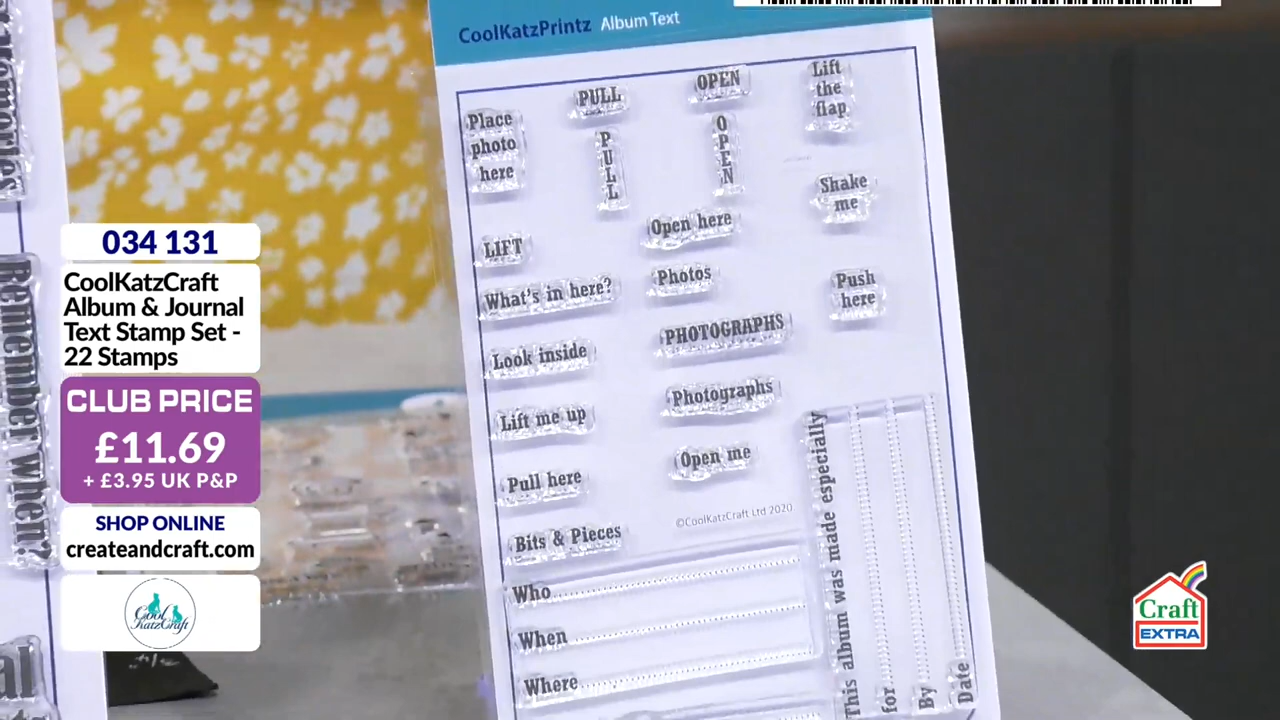 CoolKatzPrintz Album Text
PULL
OPEN
Lift
the
flap
Place
photo
here
PULL
OPEN
Shake
me
Open here
LIFT
Photos
Push
here
What's in here?
PHOTOGRAPHS
Look inside
Photographs
Lift me up
Open me
Pull here
©CoolKatzCraft Ltd 2020.
Bits & Pieces
Who
When
Where
This album was made especially
for
By
Date
Remember when?
034 131
CoolKatzCraft
Album & Journal
Text Stamp Set -
22 Stamps
CLUB PRICE
£11.69
+ £3.95 UK P&P
SHOP ONLINE
createandcraft.com
Cool
KatzCraft
Craft
EXTRA